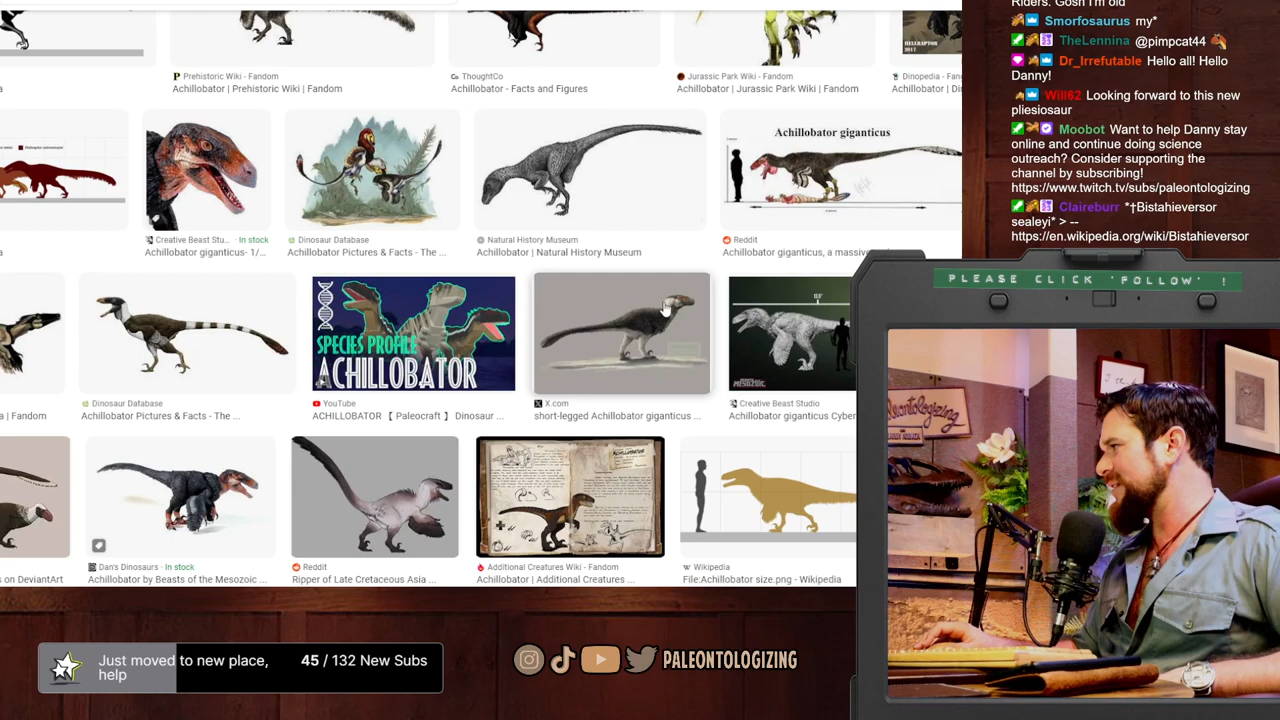 Riders. Gosh I'm old
Smorfosaurus my*
TheLennina @pimpcat44
Dr_Irrefutable Hello all! Hello
Danny!
Will62 Looking forward to this new
pliesiosaur
Moobot Want to help Danny stay
online and continue doing science
outreach? Consider supporting the
channel by subscribing!
https://www.twitch.tv/subs/paleontologizing
Claireburr *†Bistahieversor
sealeyi* > --
https://en.wikipedia.org/wiki/Bistahieversor
HELLRAPTOR
2017
Prehistoric Wiki - Fandom
Achillobator | Prehistoric Wiki | Fandom
Co ThoughtCo
Achillobator - Facts and Figures
Jurassic Park Wiki - Fandom
Achillobator | Jurassic Park Wiki | Fandom
Dinopedia - Fan
Achillobator | Di
Achillobator giganticus
Creative Beast Stu... · In stock
Achillobator giganticus- 1/...
Dinosaur Database
Achillobator Pictures & Facts - The ...
Natural History Museum
Achillobator | Natural History Museum
Reddit
Achillobator giganticus, a massive
SPECIES PROFILE
ACHILLOBATOR
| Fandom
Dinosaur Database
Achillobator Pictures & Facts - The ...
YouTube
ACHILLOBATOR【 Paleocraft 】Dinosaur ...
X.com
short-legged Achillobator giganticus ...
Creative Beast Studio
Achillobator giganticus Cyber
s on DeviantArt
Dan's Dinosaurs · In stock
Achillobator by Beasts of the Mesozoic ...
Reddit
Ripper of Late Cretaceous Asia ...
ACHILLOBATOR
Additional Creatures Wiki - Fandom
Achillobator | Additional Creatures ...
Wikipedia
File:Achillobator size.png - Wikipedia
PLEASE CLICK 'FOLLOW' !
Paleontologizing
Just moved to new place,
help
45 / 132 New Subs
PALEONTOLOGIZING